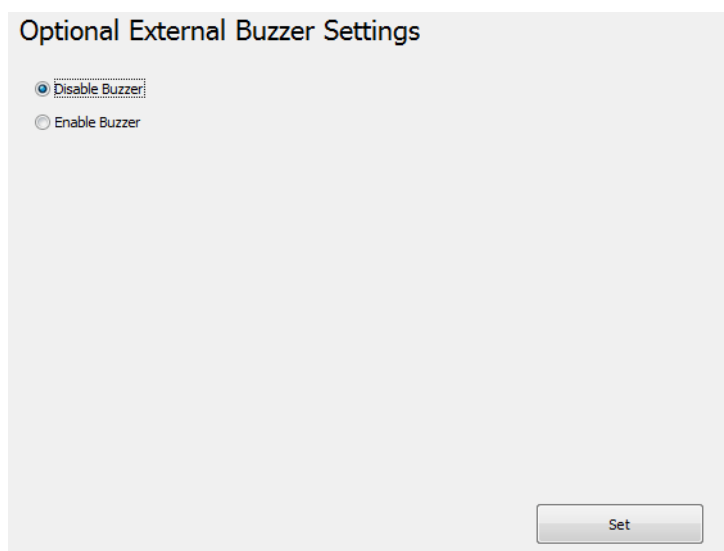 Optional External Buzzer Settings
Disable Buzzer
Enable Buzzer
Set